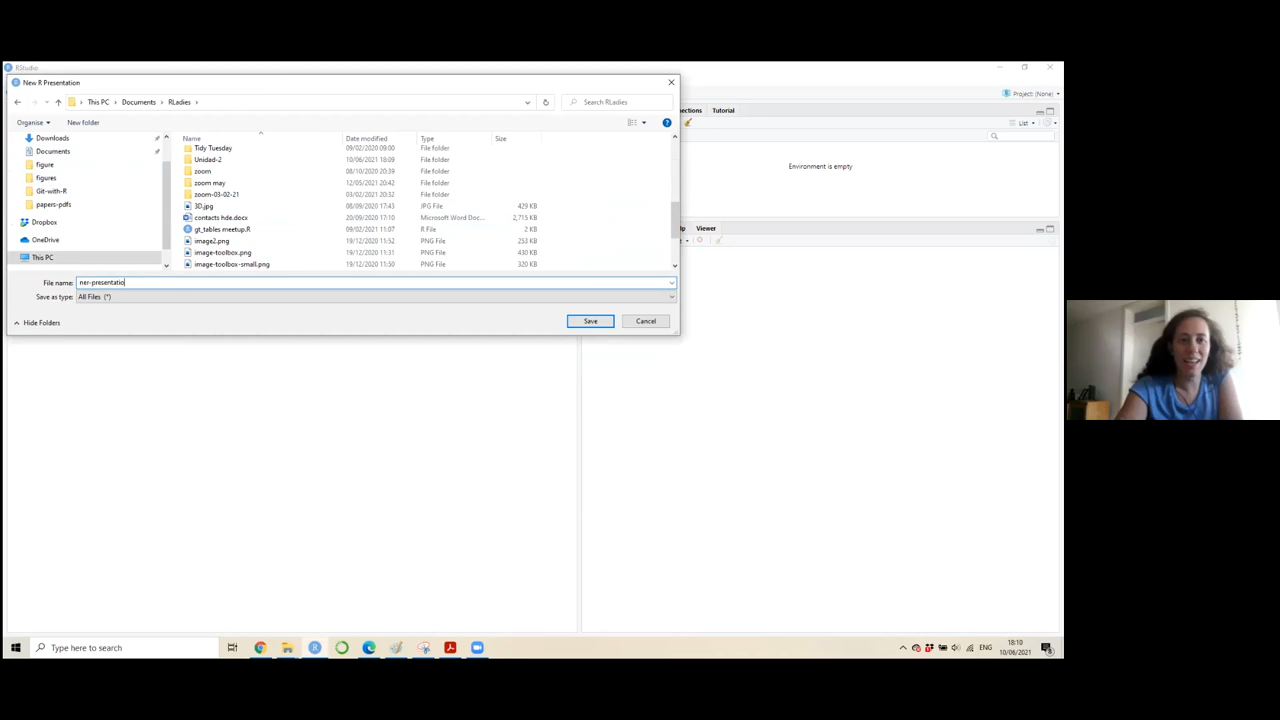 RStudio
New R Presentation
This PC Documents RLadies
Search RLadies
Organise New folder
Project: (None)
Tutorial
List
Name Date modified Type Size
Downloads
Documents
figure
figures
Git-with-R
papers-pdfs
Dropbox
OneDrive
This PC
Tidy Tuesday 09/02/2020 09:00 File folder
Unidad-2 10/06/2021 18:09 File folder
zoom 08/10/2020 20:39 File folder
zoom may 12/05/2021 20:42 File folder
zoom-03-02-21 03/02/2021 20:32 File folder
3D.jpg 08/09/2020 17:43 JPG File 429 KB
contacts hde.docx 20/09/2020 17:10 Microsoft Word Doc... 2,715 KB
gt_tables meetup.R 09/02/2021 11:07 R File 2 KB
image2.png 19/12/2020 11:52 PNG File 253 KB
image-toolbox.png 19/12/2020 11:31 PNG File 430 KB
image-toolbox-small.png 19/12/2020 11:50 PNG File 320 KB
Environment is empty
Viewer
File name: ner-presentatio
Save as type: All Files (*)
Hide Folders
Save Cancel
Type here to search
ENG
18:10
10/06/2021